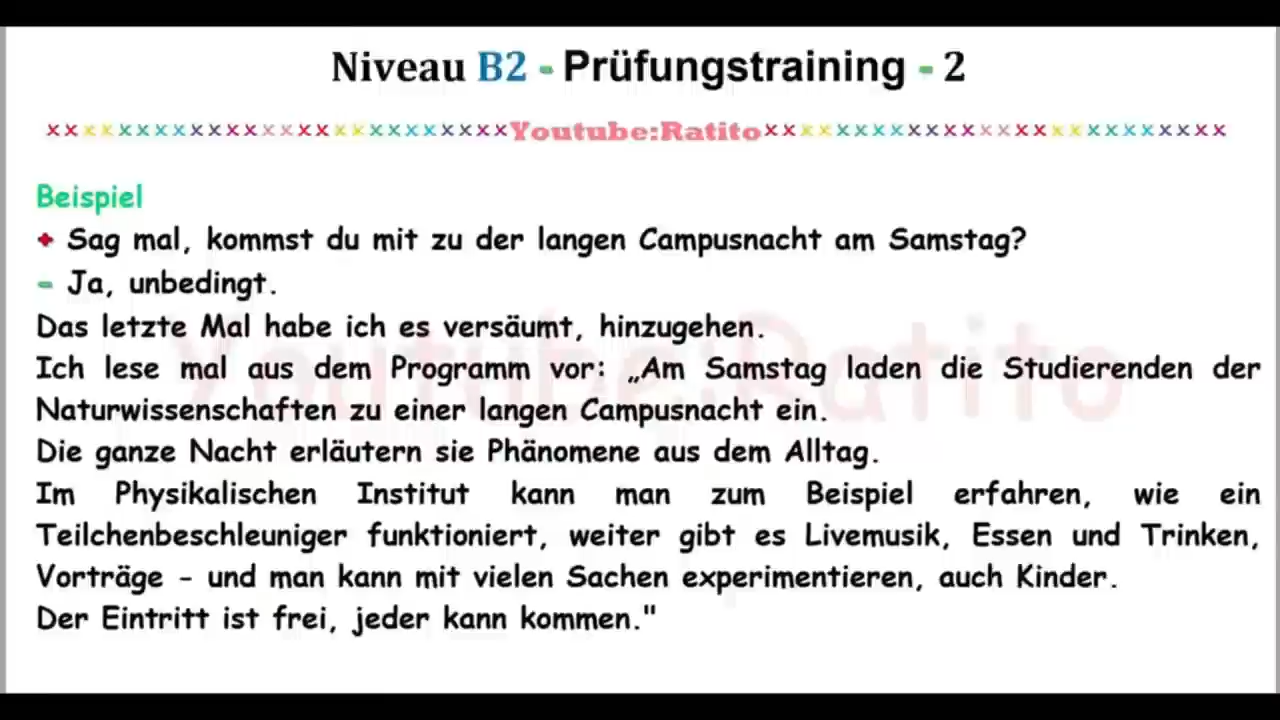 Niveau B2 - Prüfungstraining - 2
xxxxxxxxxxxxxxxxxxxxxxxxxxYoutube:Ratitoxxxxxxxxxxxxxxxxxxxxxxxxxx
Beispiel
+ Sag mal, kommst du mit zu der langen Campusnacht am Samstag?
- Ja, unbedingt.
Das letzte Mal habe ich es versäumt, hinzugehen.
Ich lese mal aus dem Programm vor: „Am Samstag laden die Studierenden der
Naturwissenschaften zu einer langen Campusnacht ein.
Youtube:Ratito
Die ganze Nacht erläutern sie Phänomene aus dem Alltag.
Im Physikalischen Institut kann man zum Beispiel erfahren, wie ein
Teilchenbeschleuniger funktioniert, weiter gibt es Livemusik, Essen und Trinken,
Vorträge - und man kann mit vielen Sachen experimentieren, auch Kinder.
Der Eintritt ist frei, jeder kann kommen."